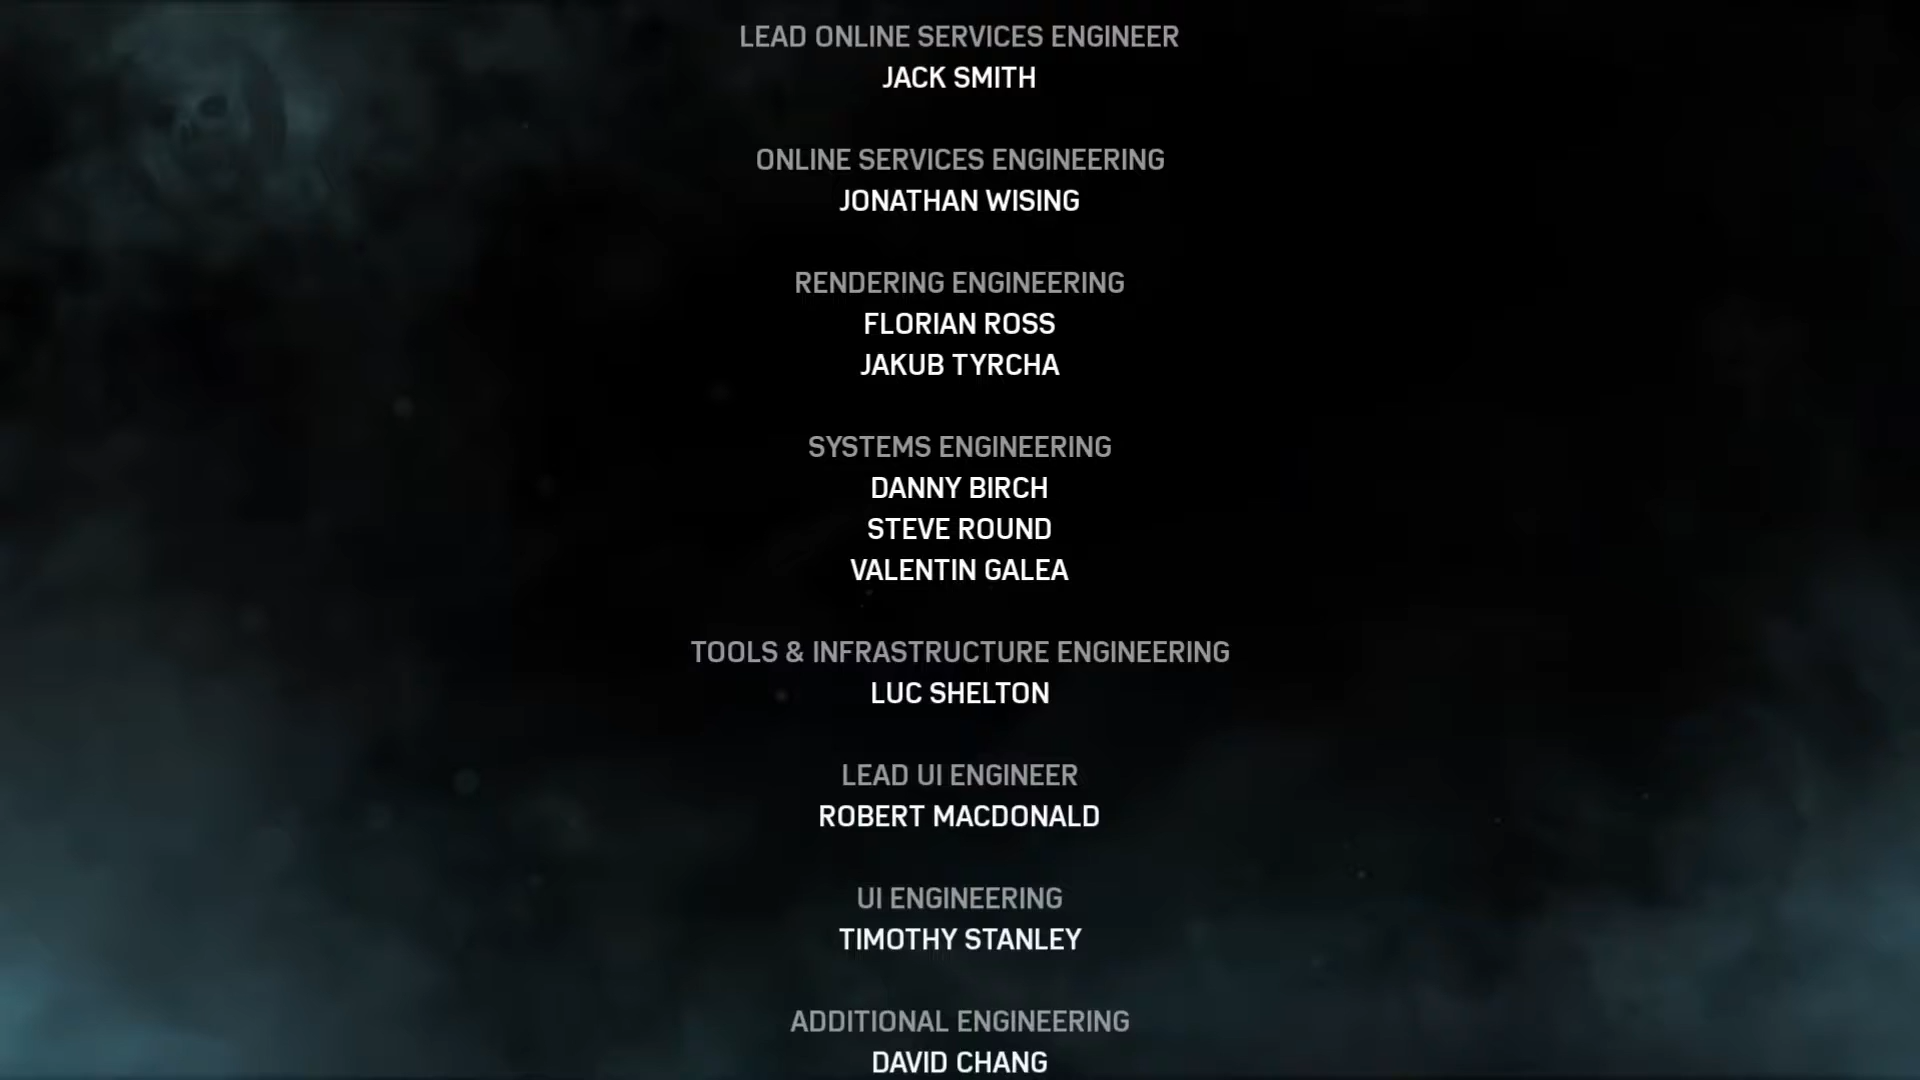 LEAD ONLINE SERVICES ENGINEER
JACK SMITH
ONLINE SERVICES ENGINEERING
JONATHAN WISING
RENDERING ENGINEERING
FLORIAN ROSS
JAKUB TYRCHA
SYSTEMS ENGINEERING
DANNY BIRCH
STEVE ROUND
VALENTIN GALEA
TOOLS & INFRASTRUCTURE ENGINEERING
LUC SHELTON
LEAD UI ENGINEER
ROBERT MACDONALD
UI ENGINEERING
TIMOTHY STANLEY
ADDITIONAL ENGINEERING
DAVID CHANG